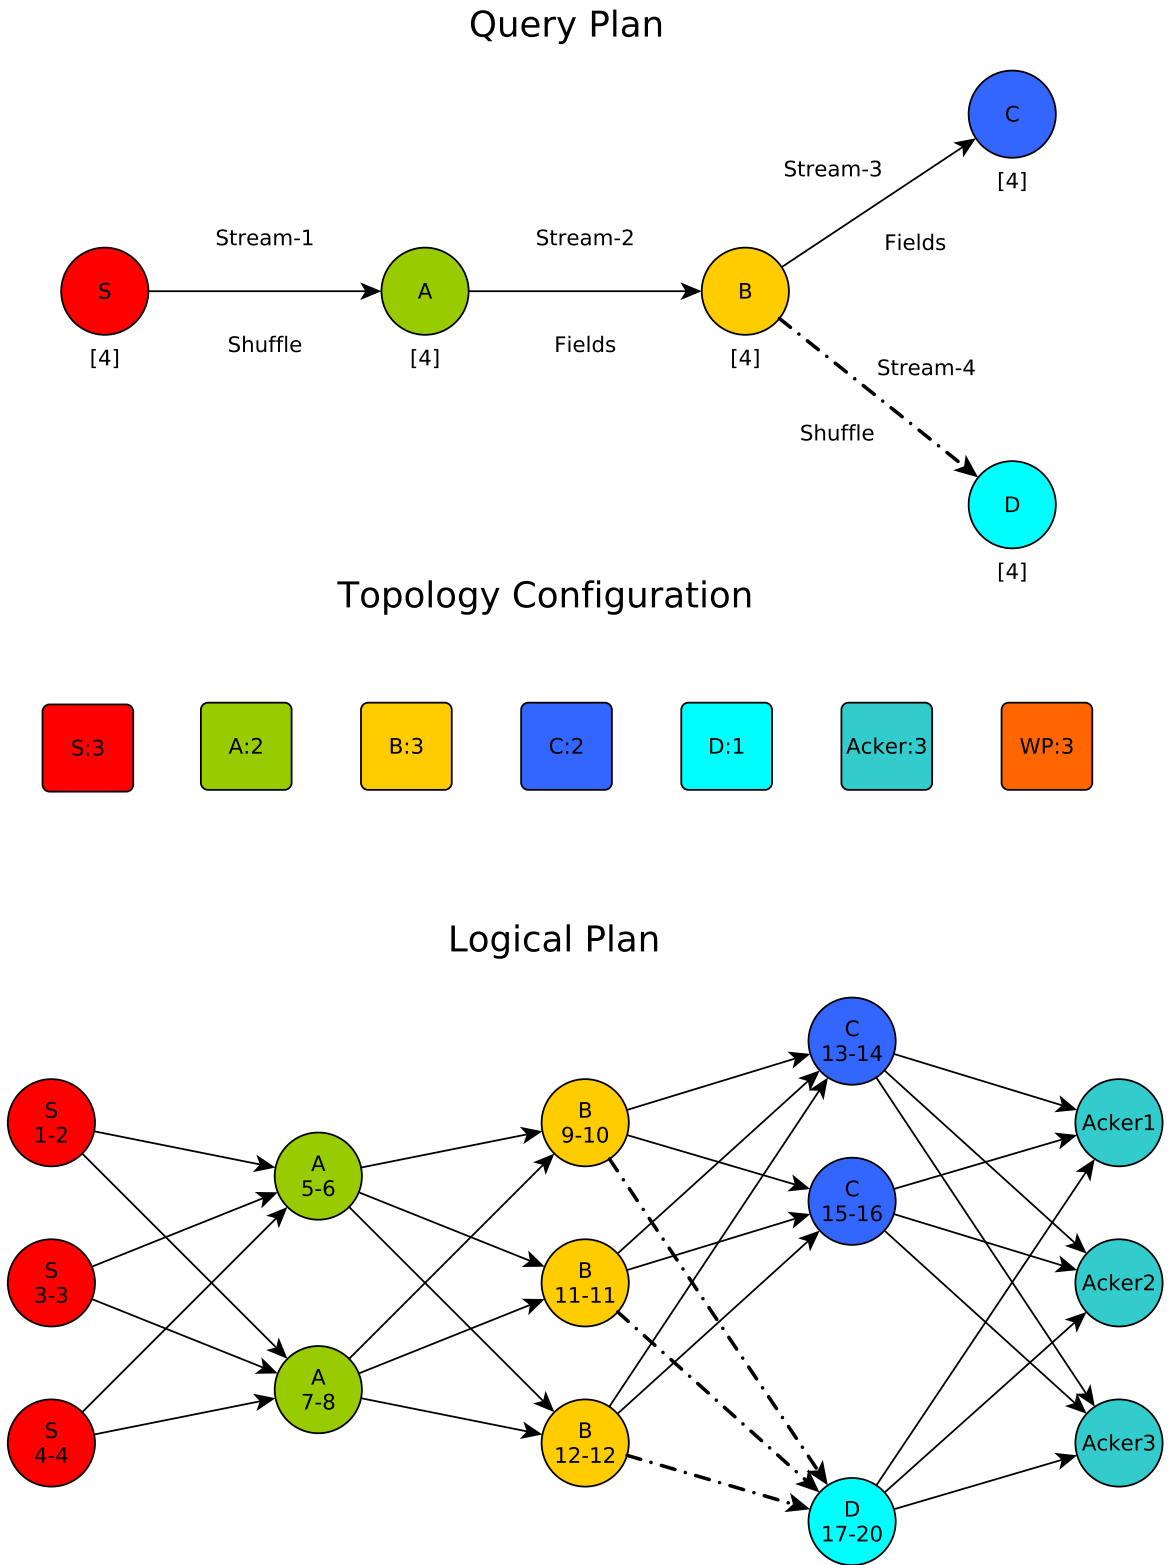 Query Plan
C
[4]
Stream-3
Fields
Stream-1
Stream-2
S
A
B
Shuffle
Fields
[4]
[4]
[4]
Stream-4
Shuffle
D
[4]
Topology Configuration
S:3
A:2
B:3
C:2
D:1
Acker:3
WP:3
Logical Plan
C
13-14
S
1-2
B
9-10
Acker1
A
5-6
C
15-16
S
3-3
B
11-11
Acker2
A
7-8
S
4-4
B
12-12
Acker3
D
17-20